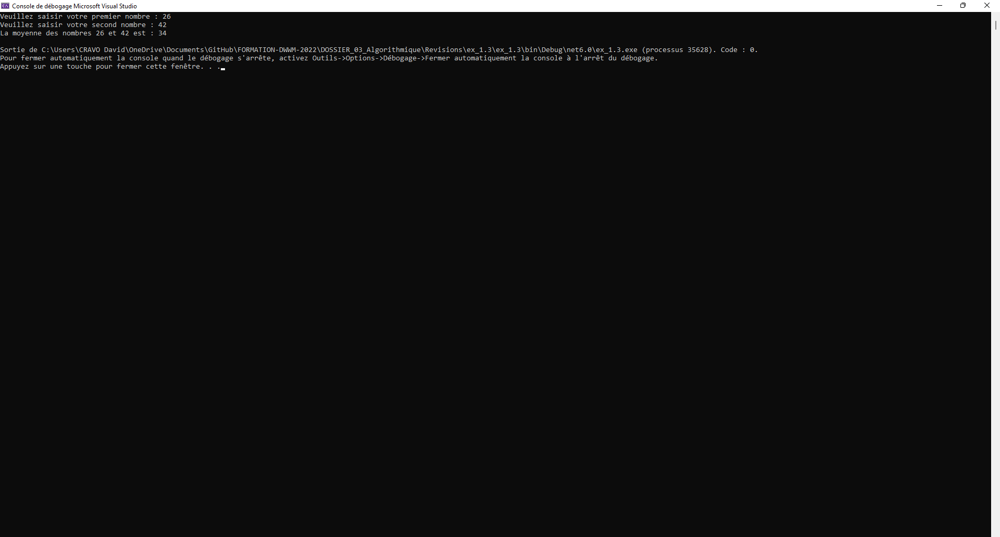 Console de débogage Microsoft Visual Studio
Veuillez saisir votre premier nombre : 26
Veuillez saisir votre second nombre : 42
La moyenne des nombres 26 et 42 est : 34
Sortie de C:\Users\CRAVO David\OneDrive\Documents\GitHub\FORMATION-DWWM-2022\DOSSIER_03_Algorithmique\Revisions\ex_1.3\ex_1.3\bin\Debug\net6.0\ex_1.3.exe (processus 35628). Code : 0.
Pour fermer automatiquement la console quand le débogage s'arrête, activez Outils->Options->Débogage->Fermer automatiquement la console à l'arrêt du débogage.
Appuyez sur une touche pour fermer cette fenêtre. . .